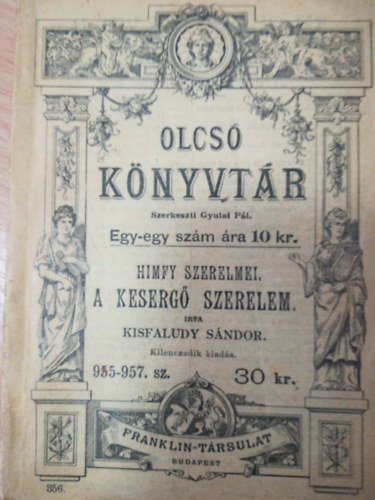 OLCSÓ
KÖNYVTÁR
Szerkeszti Gyulai Pál.
Egy-egy szám ára 10 kr.
HIMFY SZERELMEI.
A KESERGŐ SZERELEM.
IRTA
KISFALUDY SÁNDOR.
Kilenczedik kiadás.
955-957. sz. 30 kr.
FRANKLIN-TÁRSULAT
BUDAPEST
856.